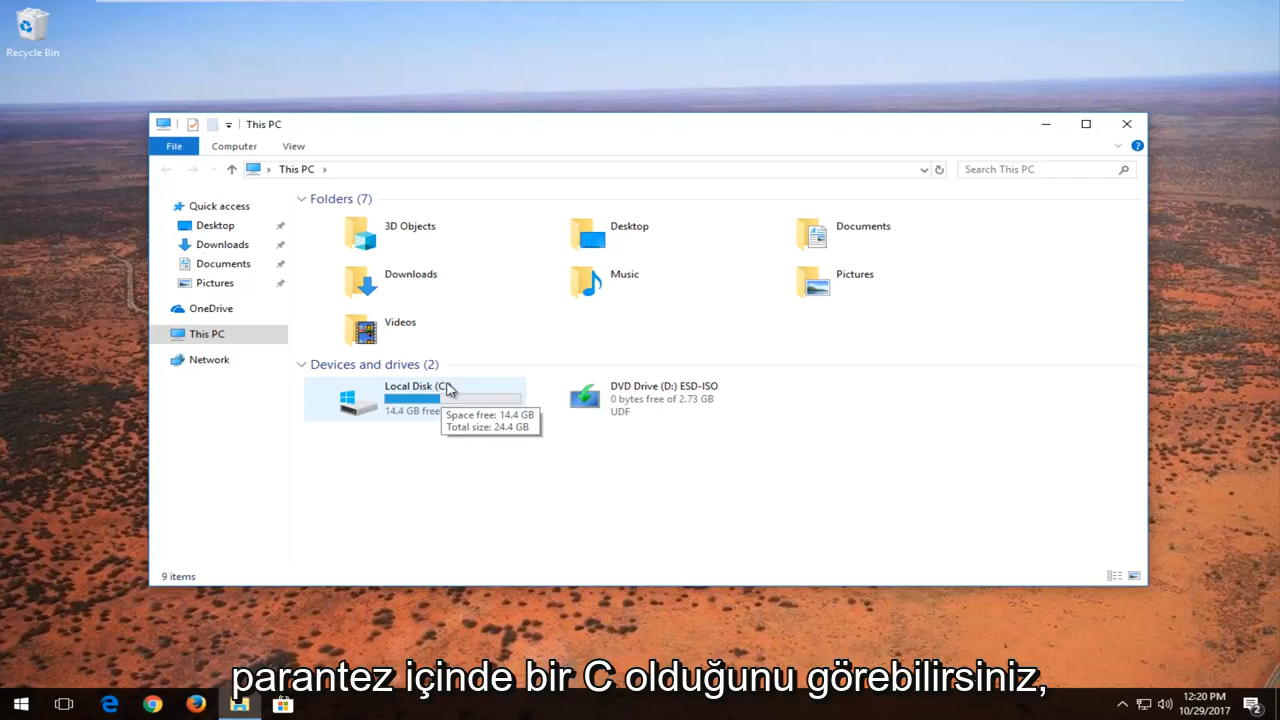 Recycle Bin
This PC
File
Computer
View
This PC
Search This PC
Quick access
Desktop
Downloads
Documents
Pictures
OneDrive
This PC
Network
Folders (7)
3D Objects
Desktop
Documents
Downloads
Music
Pictures
Videos
Devices and drives (2)
Local Disk (C
14.4 GB free
Space free: 14.4 GB
Total size: 24.4 GB
DVD Drive (D:) ESD-ISO
0 bytes free of 2.73 GB
UDF
9 items
parantez içinde bir C olduğunu görebilirsiniz,
12:20 PM
10/29/2017
2